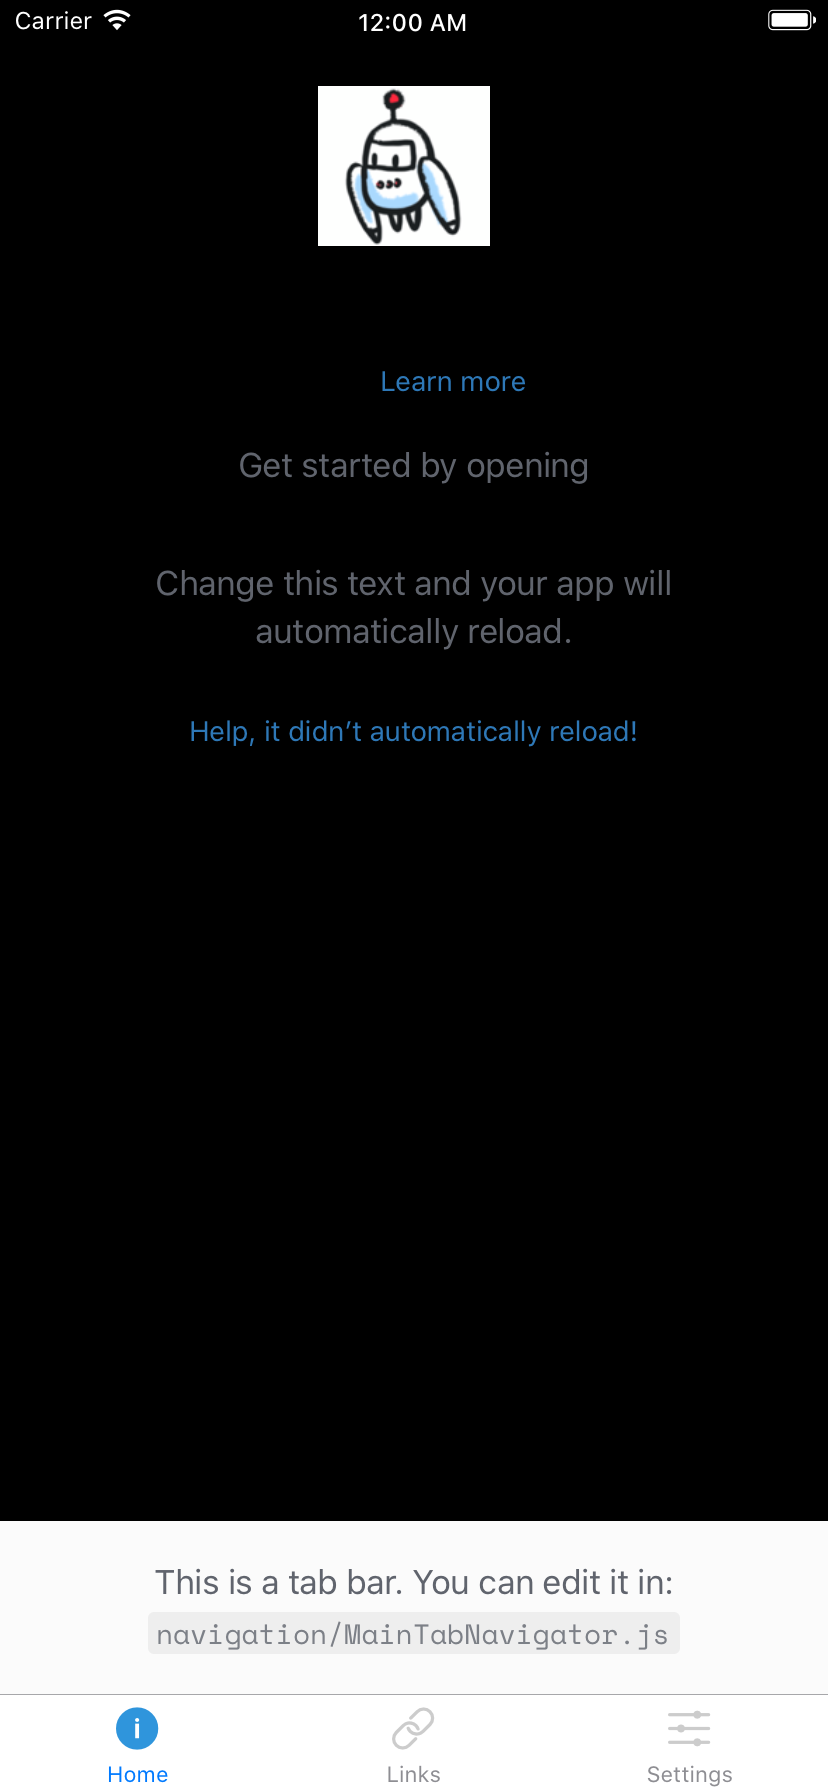 Carrier
12:00 AM
Learn more
Get started by opening
Change this text and your app will
automatically reload.
Help, it didn’t automatically reload!
This is a tab bar. You can edit it in:
navigation/MainTabNavigator.js
Home
Links
Settings